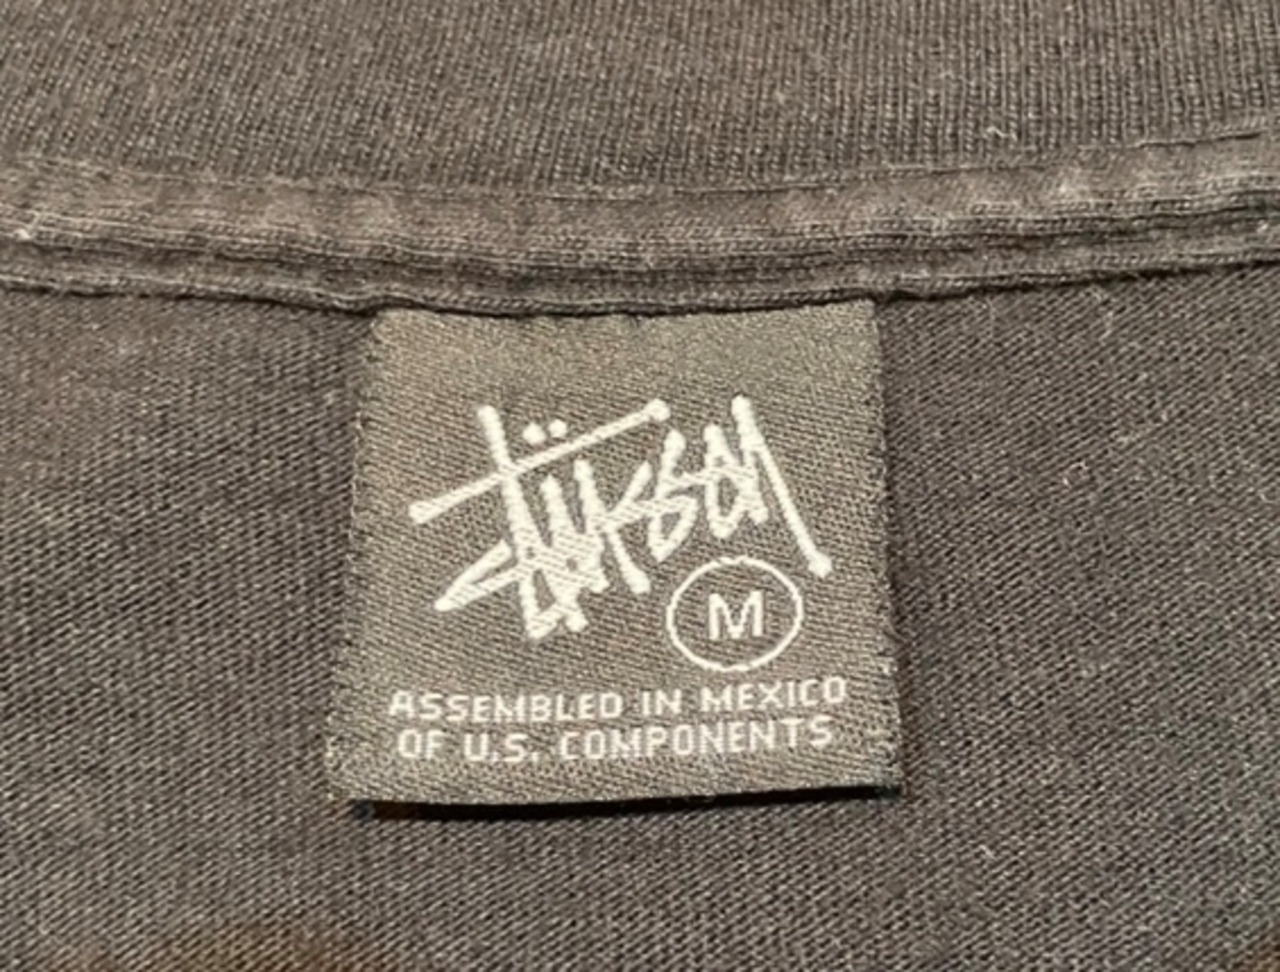 Stüssy
M
ASSEMBLED IN MEXICO
OF U.S. COMPONENTS